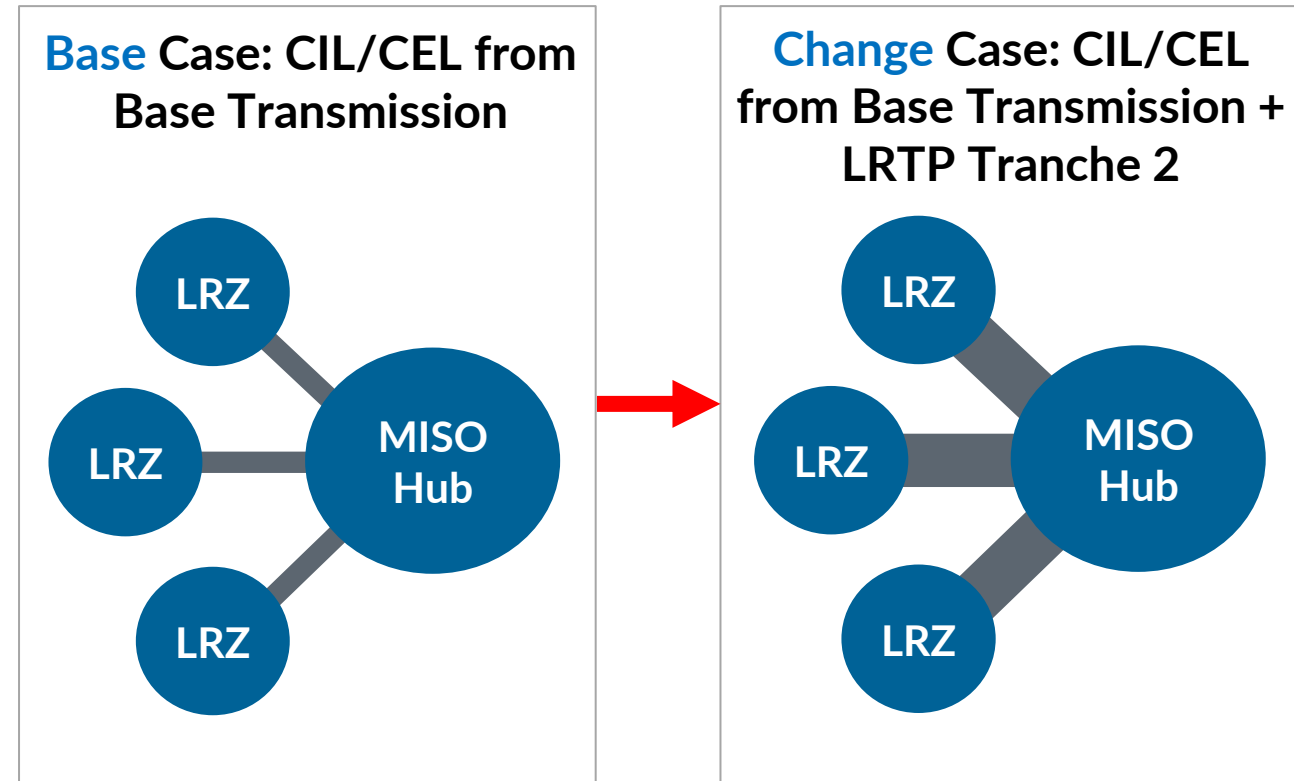 Base Case: CIL/CEL from
Base Transmission
LRZ
LRZ
LRZ
MISO
Hub
Change Case: CIL/CEL
from Base Transmission +
LRTP Tranche 2
LRZ
LRZ
LRZ
MISO
Hub